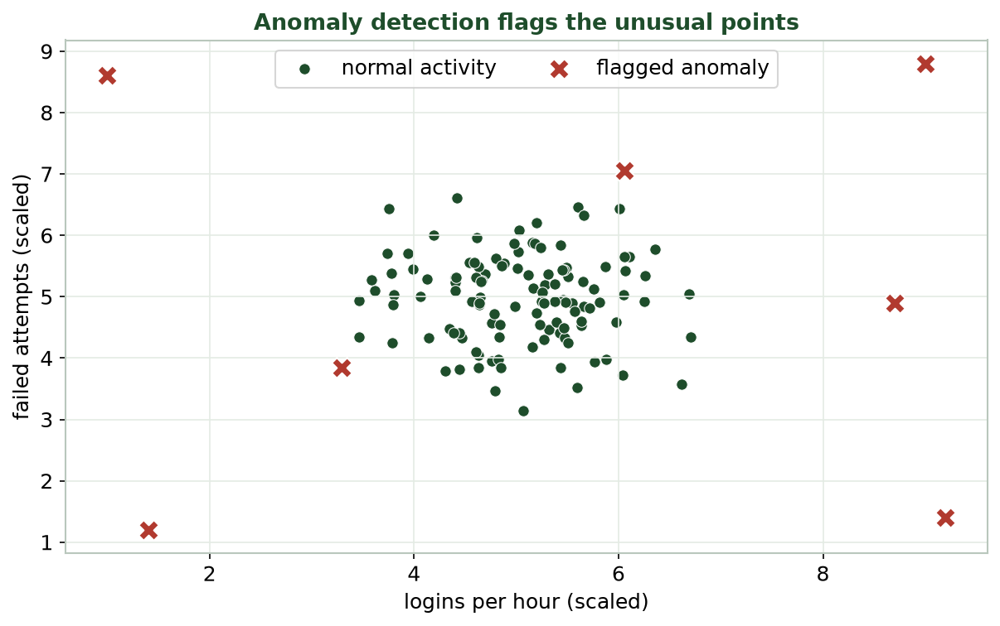 Anomaly detection flags the unusual points
normal activity
flagged anomaly
failed attempts (scaled)
9
8
7
6
5
4
3
2
1
2
4
6
8
logins per hour (scaled)